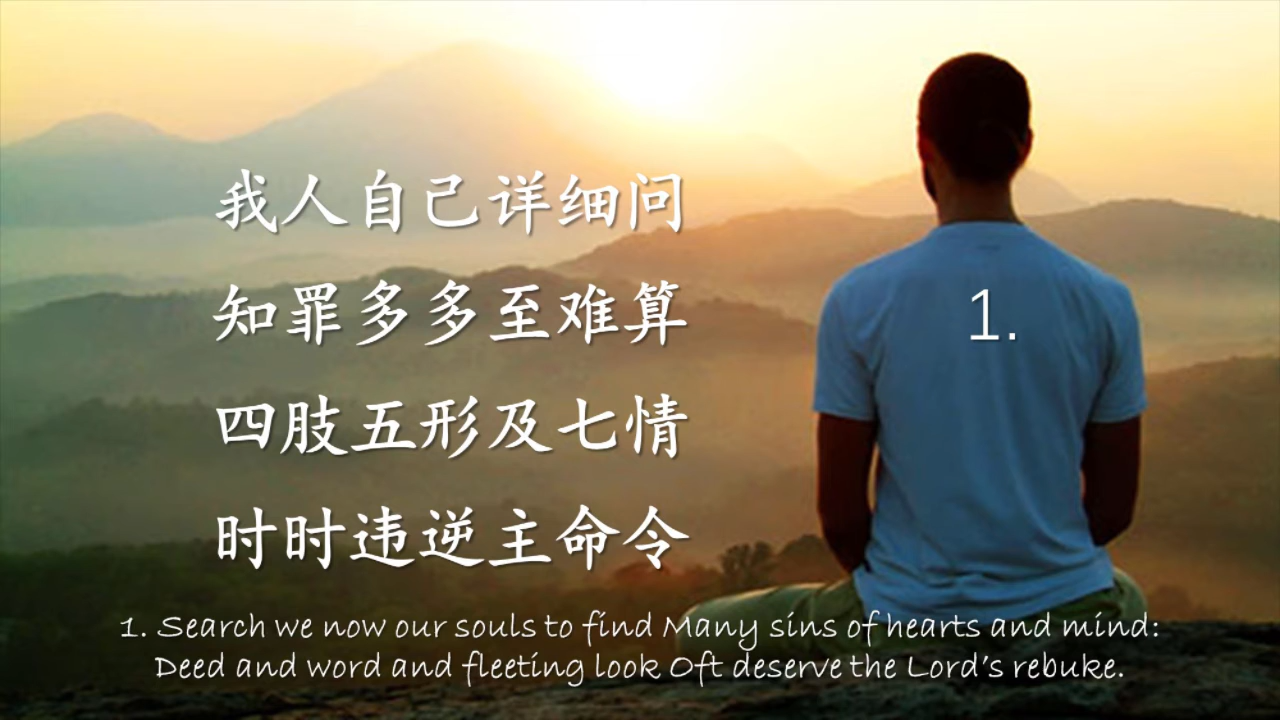 我人自己详细问
知罪多多至难算
四肢五形及七情
时时违逆主命令
1.
1. Search we now our souls to find Many sins of hearts and mind:
Deed and word and fleeting look Oft deserve the Lord's rebuke.